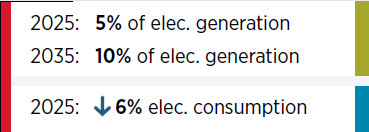 2025: 5% of elec. generation
2035: 10% of elec. generation
2025: ↓6% elec. consumption